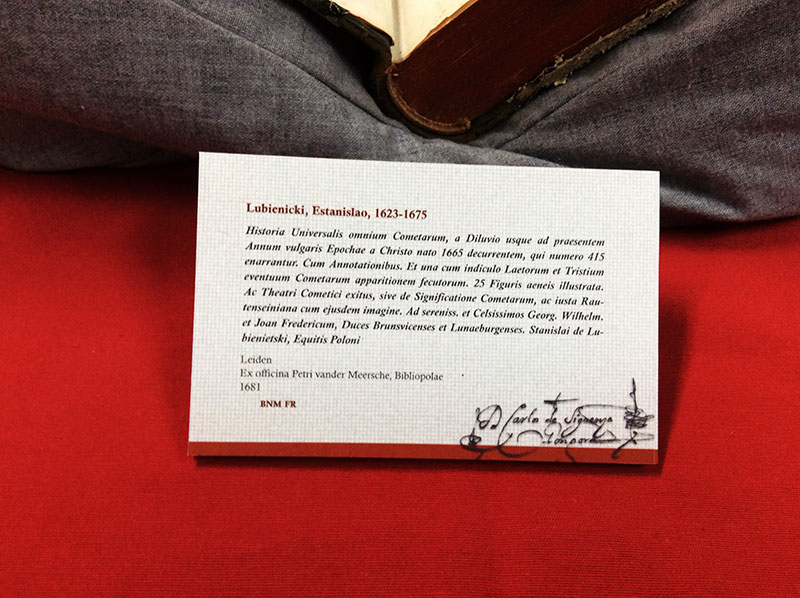 Lubienicki, Estanislao, 1623-1675
Historia Universalis omnium Cometarum, a Diluvio usque ad praesentem
Annum vulgaris Epochae a Christo nato 1665 decurrentem, qui numero 415
enarrantur. Cum Annotationibus. Et una cum indiculo Laetorum et Tristium
eventuum Cometarum apparitionem fecutorum. 25 Figuris aeneis illustrata.
Ac Theatri Cometici exitus, sive de Significatione Cometarum, ac iusta Rau-
tenseiniana cum ejusdem imagine. Ad sereniss. et Celsissimos Georg. Wilhelm.
et Joan Fredericum, Duces Brunsvicenses et Lunaeburgenses. Stanislai de Lu-
bienietski, Equitis Poloni
Leiden
Ex officina Petri vander Meersche, Bibliopolae
1681
BNM FR
D Carlos de Siguenza
Gongora